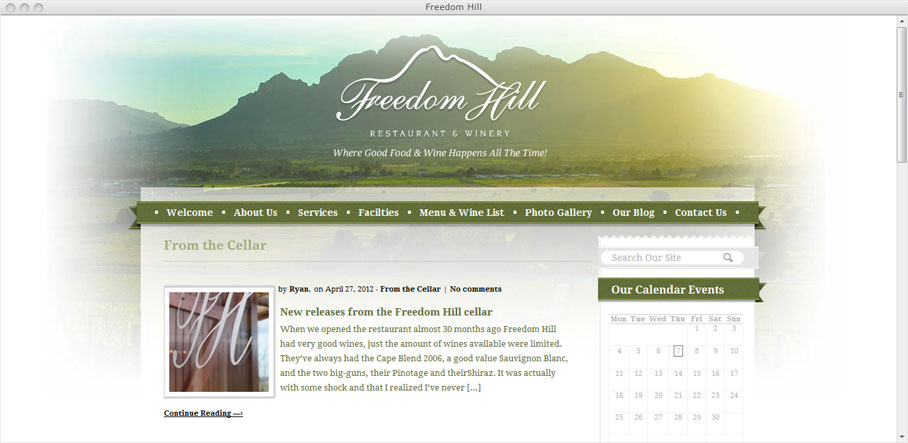 Freedom Hill
Freedom Hill
RESTAURANT & WINERY
Where Good Food & Wine Happens All The Time!
• Welcome • About Us • Services • Facilties • Menu & Wine List • Photo Gallery • Our Blog • Contact Us •
From the Cellar
by Ryan, on April 27, 2012 - From the Cellar | No comments
New releases from the Freedom Hill cellar
When we opened the restaurant almost 30 months ago Freedom Hill
had very good wines, just the amount of wines available were limited.
They've always had the Cape Blend 2006, a good value Sauvignon Blanc,
and the two big-guns, their Pinotage and theirShiraz. It was actually
with some shock and that I realized I've never [...]
Continue Reading —›
Search Our Site
Our Calendar Events
Mon Tue Wed Thu Fri Sat Sun
1 2 3
4 5 6 7 8 9 10
11 12 13 14 15 16 17
18 19 20 21 22 23 24
25 26 27 28 29 30